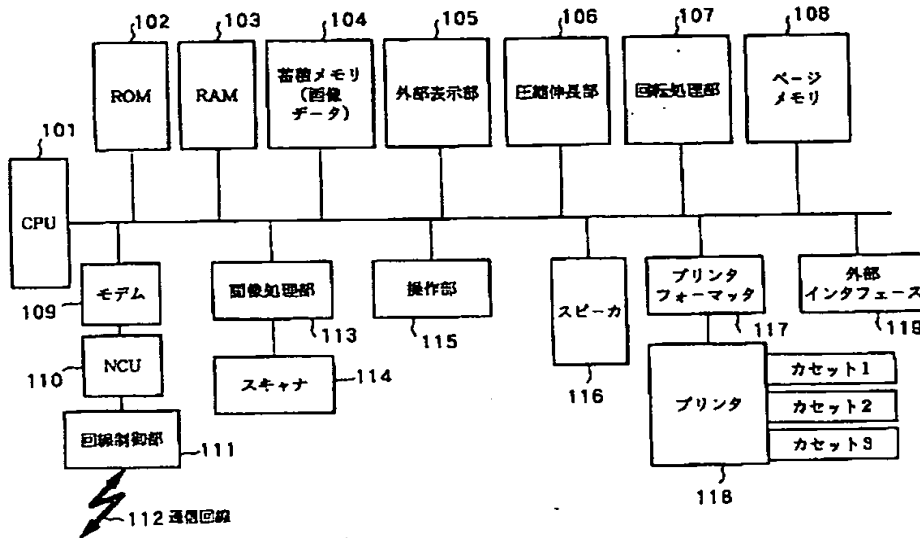 102
103
104
105
106
107
108
ROM
RAM
蓄積メモリ
(画像
データ)
外部表示部
圧縮伸長部
回転処理部
ページ
メモリ
101
CPU
モデム
109
画像処理部
113
操作部
115
スピーカ
116
プリンタ
フォーマッタ
117
外部
インタフェース
119
NCU
110
スキャナ
114
プリンタ
118
カセット1
カセット2
カセット3
回線制御部
111
112 通信回線